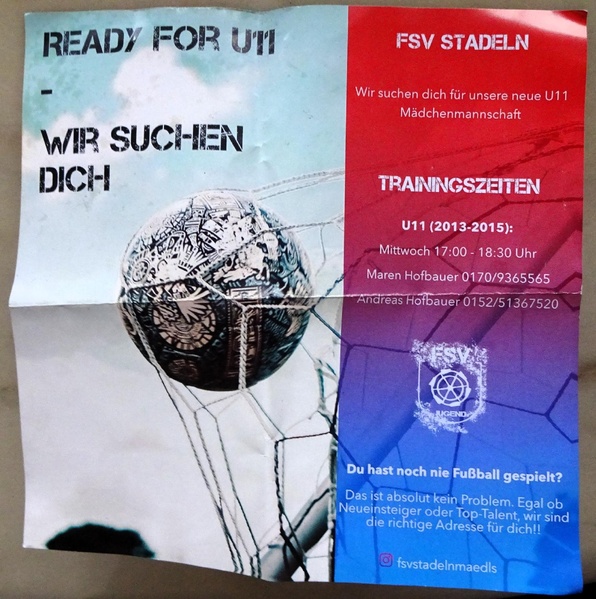 READY FOR U11
-
WIR SUCHEN
DICH
FSV STADELN
Wir suchen dich für unsere neue U11
Mädchenmannschaft
TRAININGSZEITEN
U11 (2013-2015):
Mittwoch 17:00 - 18:30 Uhr
Maren Hofbauer 0170/9365565
Andreas Hofbauer 0152/51367520
FSV
JUGEND
Du hast noch nie Fußball gespielt?
Das ist absolut kein Problem. Egal ob
Neueinsteiger oder Top-Talent, wir sind
die richtige Adresse für dich!!
fsvstadelnmaedls